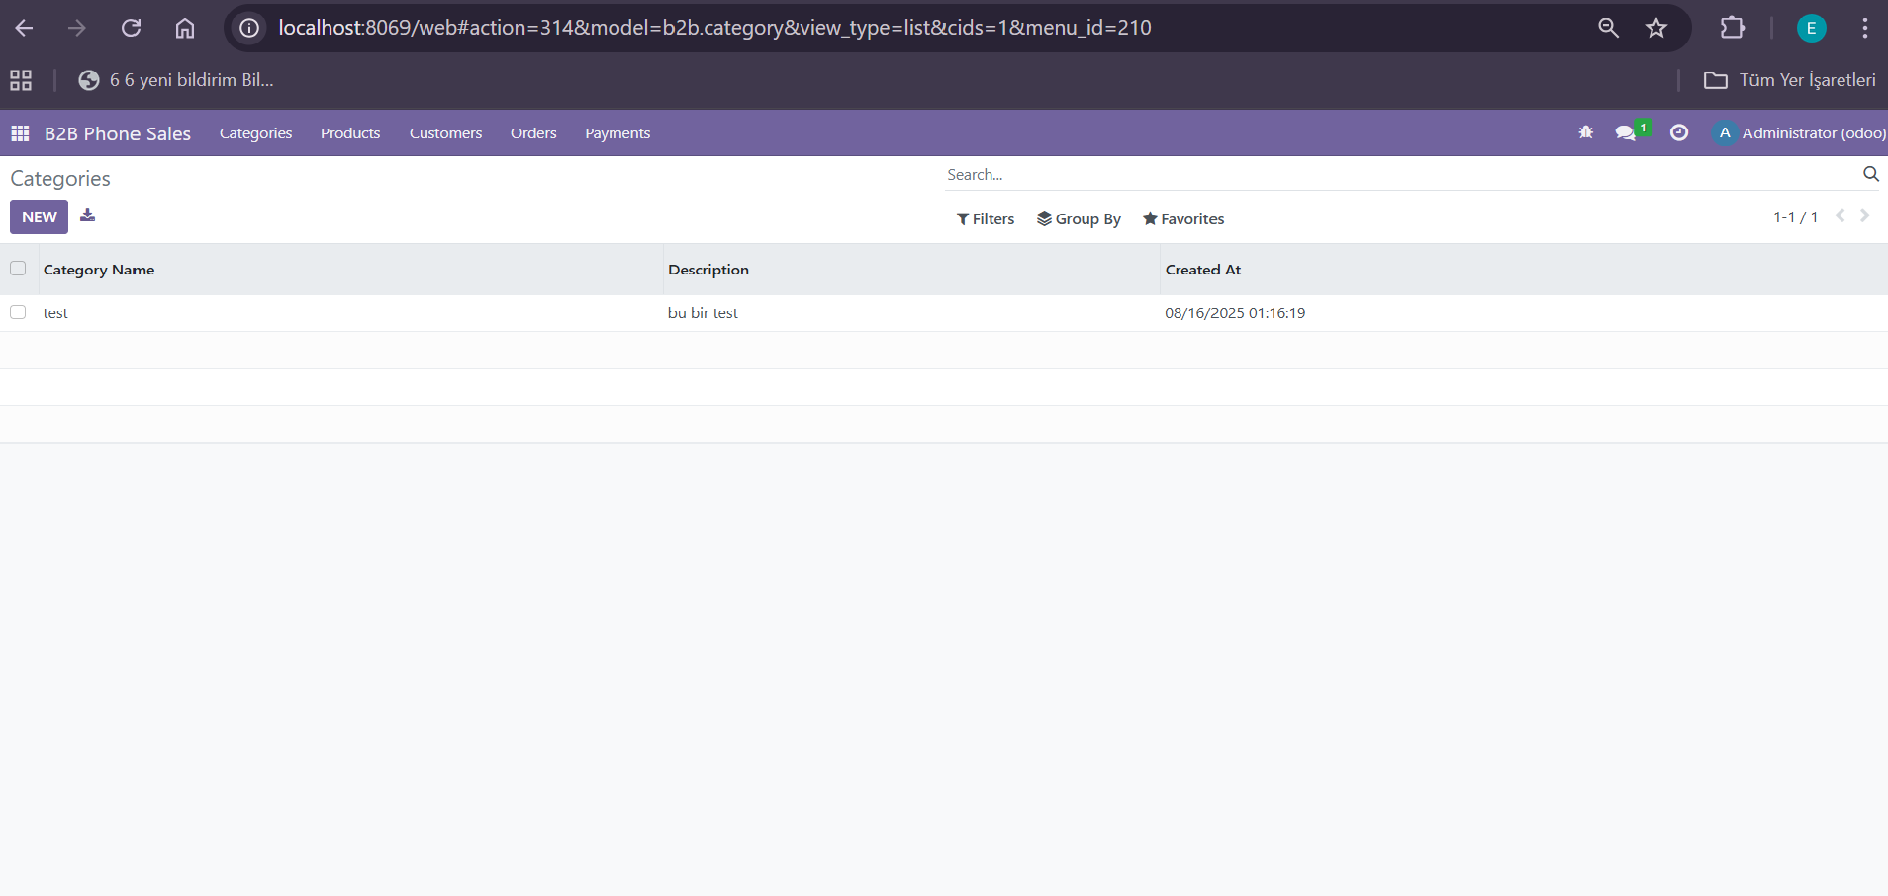 localhost:8069/web#action=314&model=b2b.category&view_type=list&cids=1&menu_id=210
E
6 6 yeni bildirim Bil...
Tüm Yer İşaretleri
B2B Phone Sales Categories Products Customers Orders Payments
1
A Administrator (odoo)
Categories
Search...
NEW
Filters Group By Favorites
1-1 / 1
Category Name Description Created At
test bu bir test 08/16/2025 01:16:19